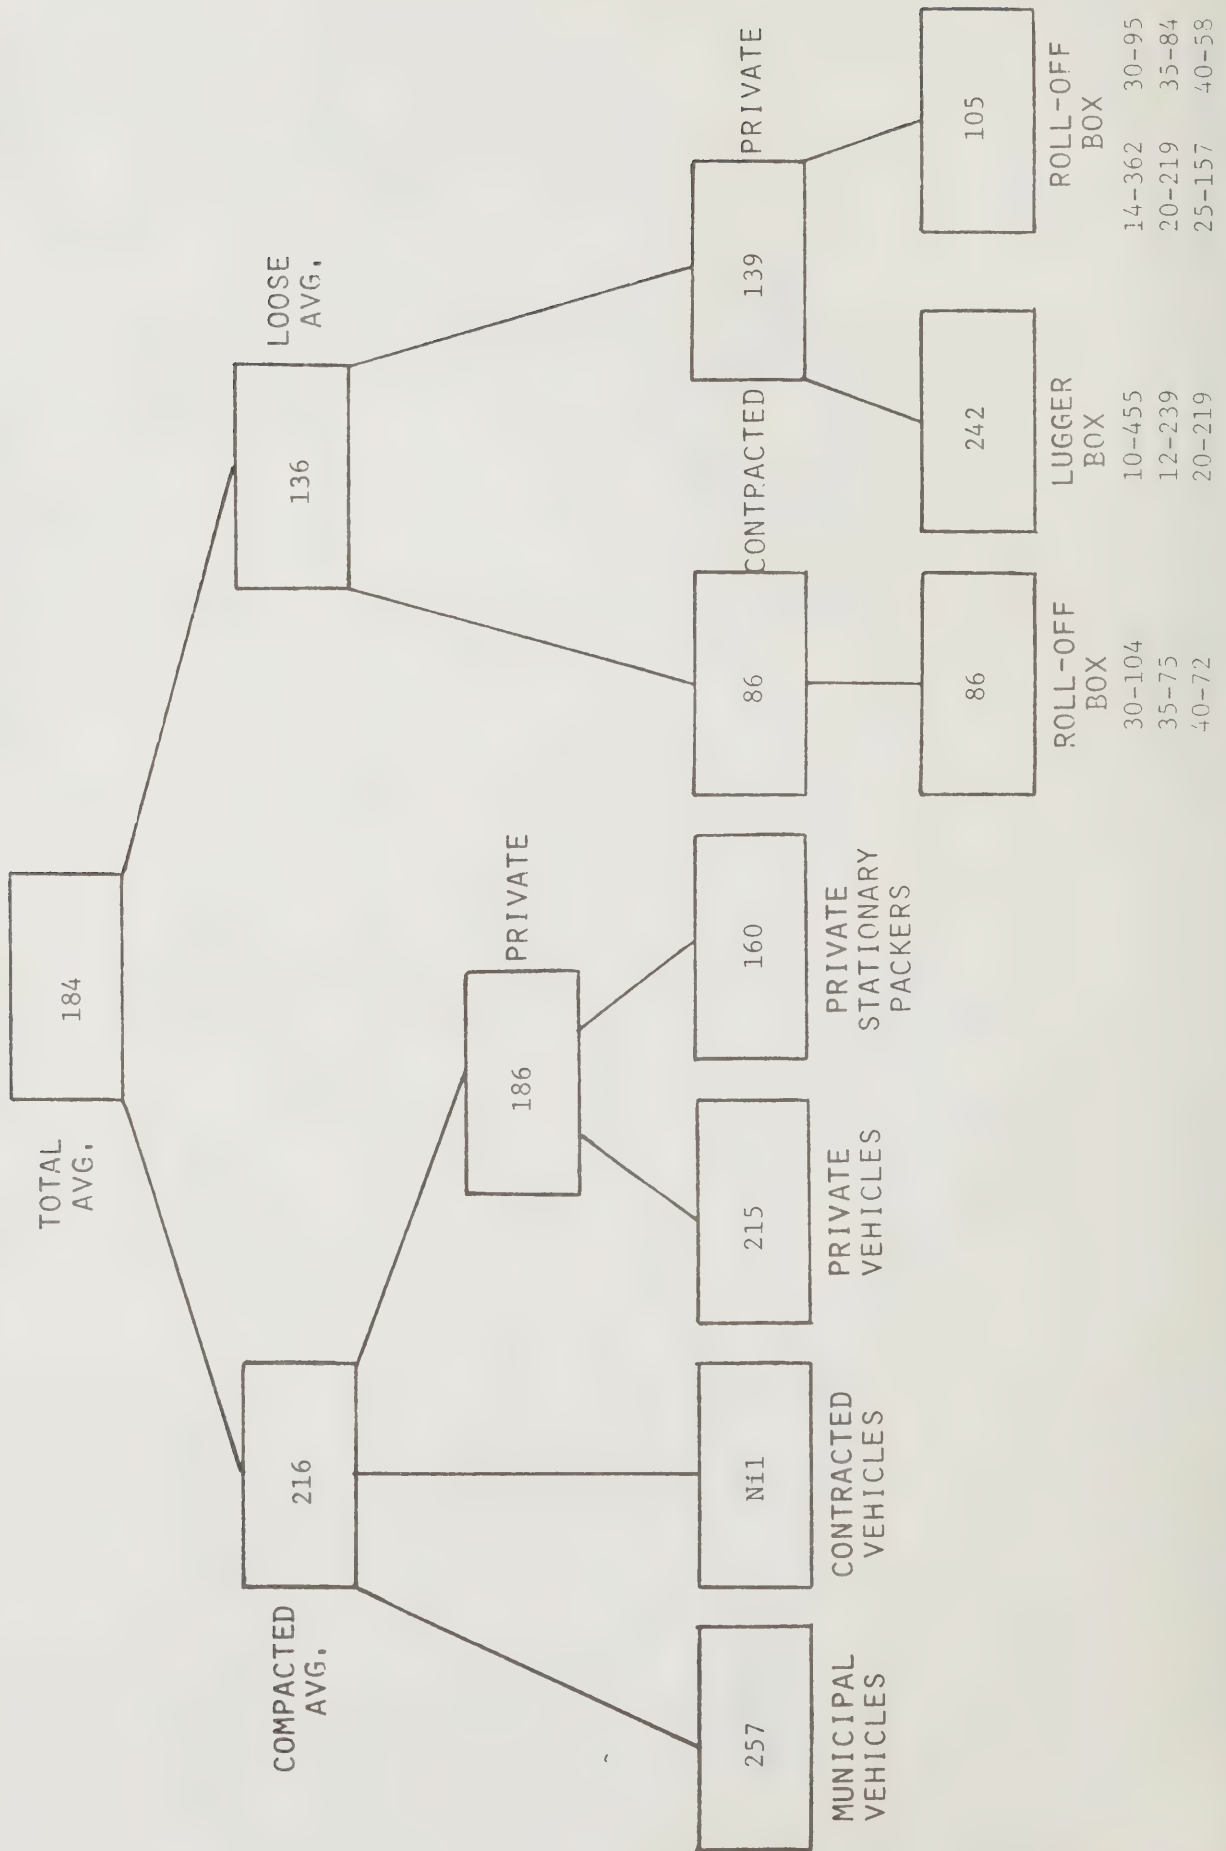 TOTAL
AVG.
184
COMPACTED
AVG.
216
LOOSE
AVG.
136
186
PRIVATE
257
MUNICIPAL
VEHICLES
Nil
CONTRACTED
VEHICLES
215
PRIVATE
VEHICLES
160
PRIVATE
STATIONARY
PACKERS
86
CONTRACTED
139
PRIVATE
86
ROLL-OFF
BOX
30-104
35-75
40-72
242
LUGGER
BOX
10-455
12-239
20-219
105
ROLL-OFF
BOX
14-362 30-95
20-219 35-84
25-157 40-58